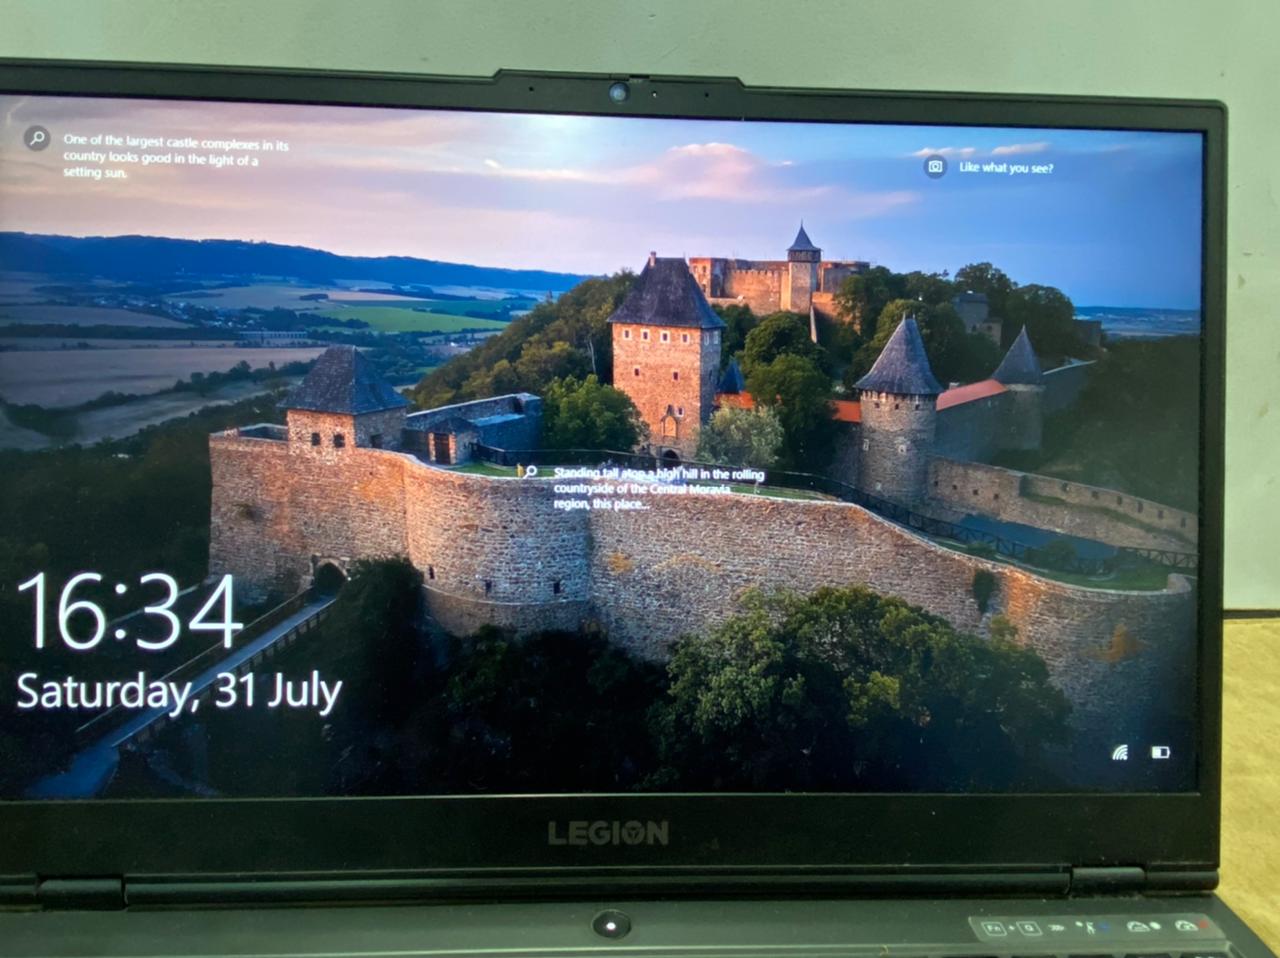 One of the largest castle complexes in its
country looks good in the light of a
setting sun.
Like what you see?
Standing tall atop a high hill in the rolling
countryside of the Central Moravia
region, this place...
16:34
Saturday, 31 July
LEGION
Fn + Q